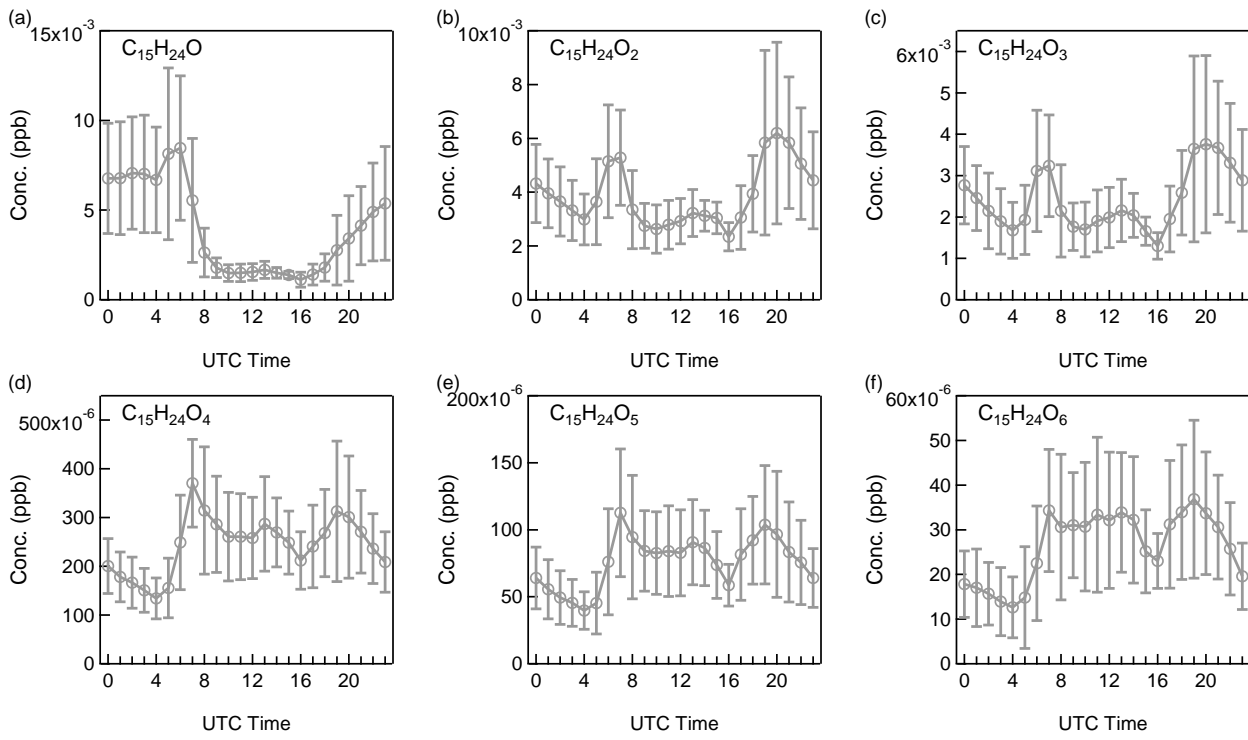 (a)
15x10⁻³
C₁₅H₂₄O
Conc. (ppb)
10
5
0
0 4 8 12 16 20
UTC Time
(b)
10x10⁻³
C₁₅H₂₄O₂
Conc. (ppb)
8
6
4
2
0
0 4 8 12 16 20
UTC Time
(c)
6x10⁻³
C₁₅H₂₄O₃
Conc. (ppb)
5
4
3
2
1
0
0 4 8 12 16 20
UTC Time
(d)
500x10⁻⁶
C₁₅H₂₄O₄
Conc. (ppb)
400
300
200
100
0
0 4 8 12 16 20
UTC Time
(e)
200x10⁻⁶
C₁₅H₂₄O₅
Conc. (ppb)
150
100
50
0
0 4 8 12 16 20
UTC Time
(f)
60x10⁻⁶
C₁₅H₂₄O₆
Conc. (ppb)
50
40
30
20
10
0
0 4 8 12 16 20
UTC Time